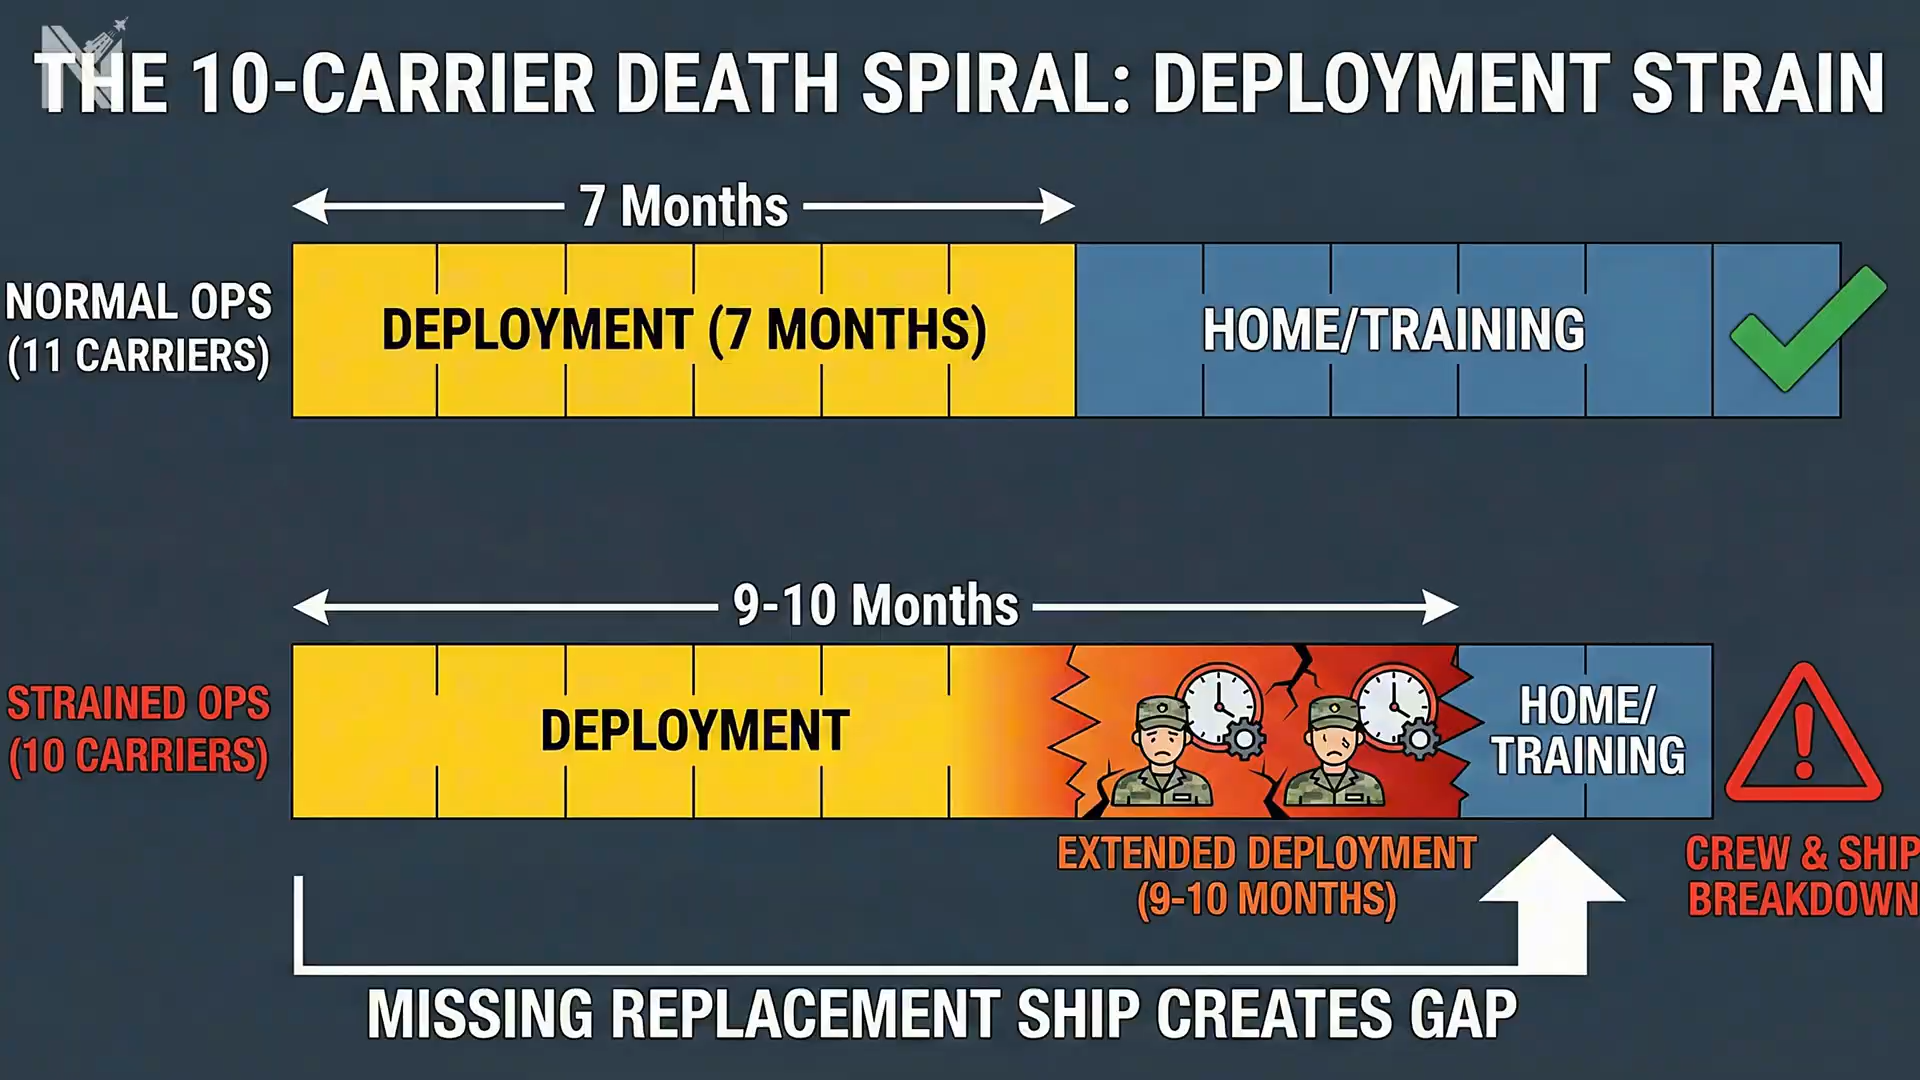 THE 10-CARRIER DEATH SPIRAL: DEPLOYMENT STRAIN
7 Months
NORMAL OPS
(11 CARRIERS)
DEPLOYMENT (7 MONTHS)
HOME/TRAINING
9-10 Months
STRAINED OPS
(10 CARRIERS)
DEPLOYMENT
HOME/
TRAINING
EXTENDED DEPLOYMENT
(9-10 MONTHS)
CREW & SHIP
BREAKDOWN
MISSING REPLACEMENT SHIP CREATES GAP